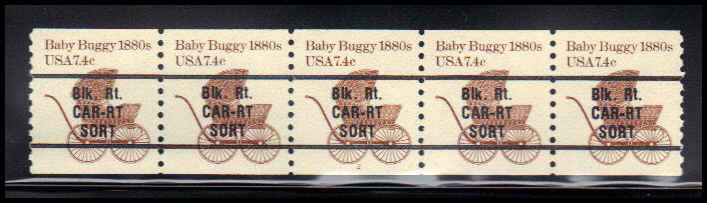 Baby Buggy 1880s Baby Buggy 1880s Baby Buggy 1880s Baby Buggy 1880s Baby Buggy 1880s
USA7.4c USA7.4c USA7.4c USA7.4c USA7.4c
Blk. Rt. Blk. Rt. Blk. Rt. Blk. Rt. Blk. Rt.
CAR-RT CAR-RT CAR-RT CAR-RT CAR-RT
SORT SORT SORT SORT SORT